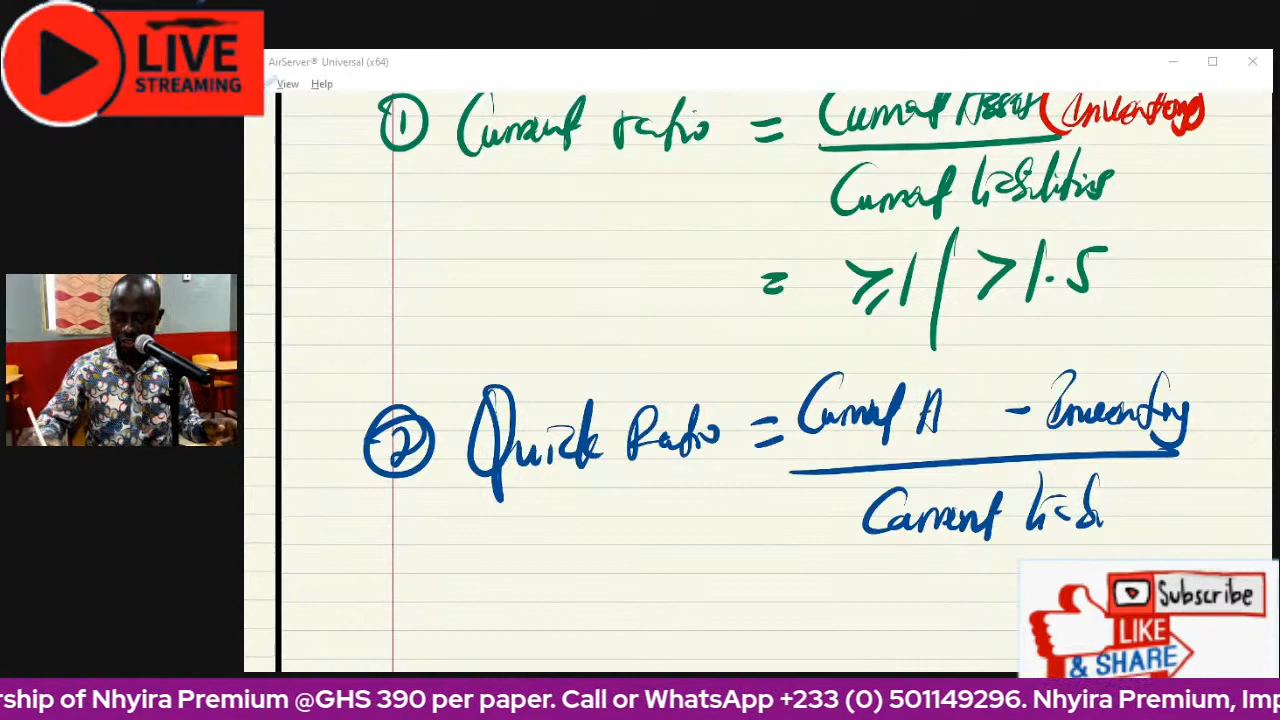 LIVE
STREAMING
AirServer® Universal (x64)
View Help
① Current ratio = Current Assets (Inventory)
Current Liabilities
= ⩾1 / >1.5
② Quick Ratio = Current A - Inventory
Current Liab
Subscribe
LIKE
& SHARE
rship of Nhyira Premium @GHS 390 per paper. Call or WhatsApp +233 (0) 501149296. Nhyira Premium, Imp